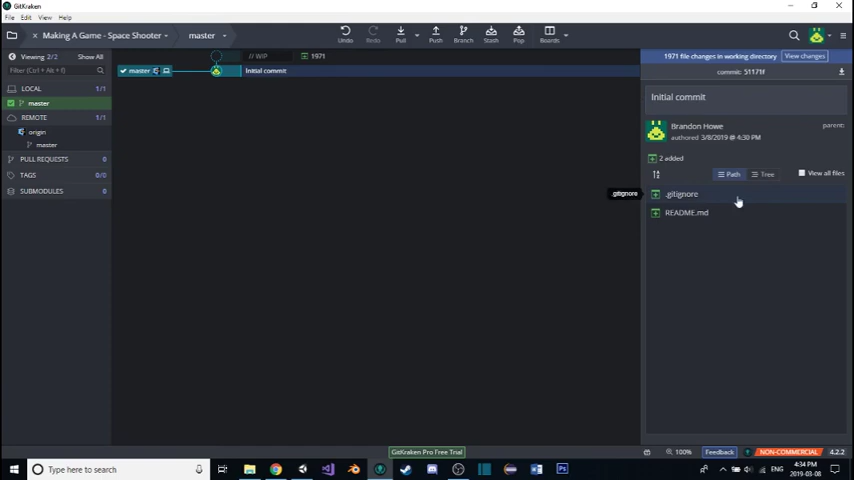 GitKraken
File Edit View Help
Making A Game - Space Shooter
master
Undo
Redo
Pull
Push
Branch
Stash
Pop
Boards
Viewing 2/2
Show All
Filter (Ctrl + Alt + f)
LOCAL 1/1
master
REMOTE 1/1
origin
master
PULL REQUESTS 0
TAGS 0/0
SUBMODULES 0
// WIP
1971
master
Initial commit
1971 file changes in working directory
View changes
commit: 51171f
Initial commit
Brandon Howe
authored 3/8/2019 @ 4:30 PM
parent:
2 added
Path
Tree
View all files
.gitignore
.gitignore
README.md
GitKraken Pro Free Trial
100%
Feedback
NON-COMMERCIAL
4.2.2
Type here to search
ENG
4:34 PM
2019-03-08